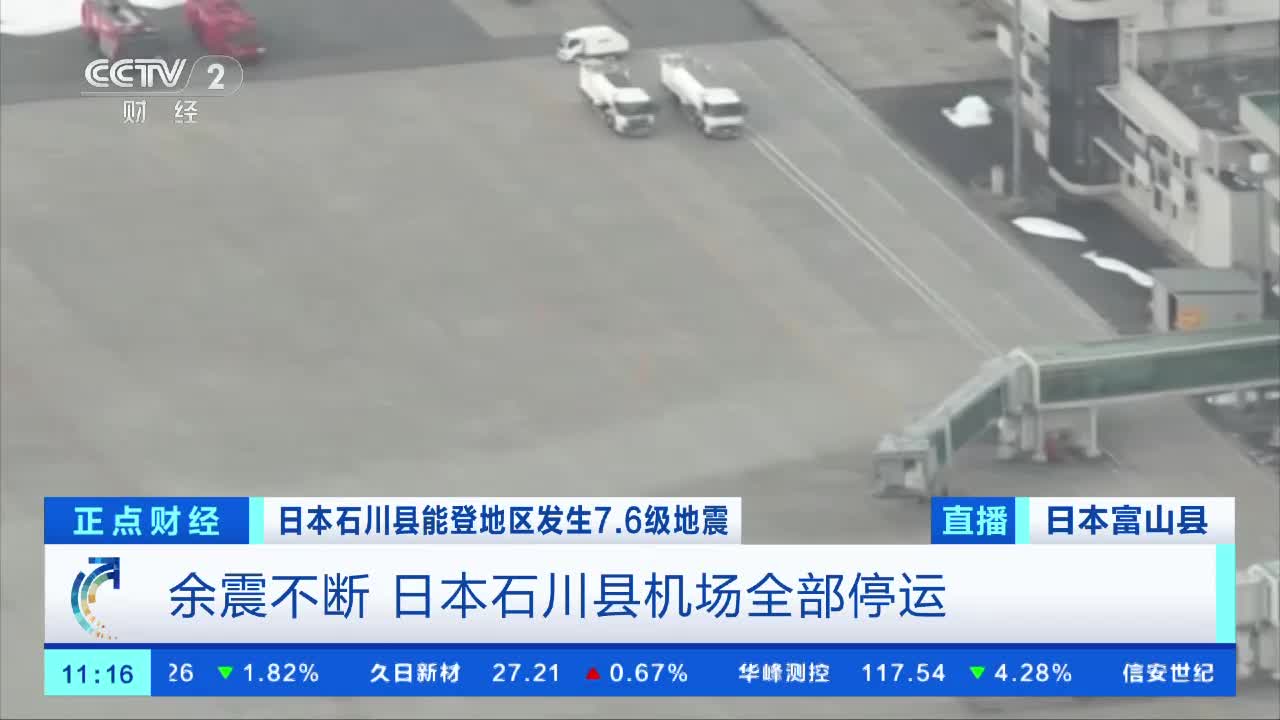 CCTV 2
财 经
正点财经 日本石川县能登地区发生7.6级地震 直播 日本富山县
余震不断 日本石川县机场全部停运
11:16 26 ▼ 1.82% 久日新材 27.21 ▲ 0.67% 华峰测控 117.54 ▼ 4.28% 信安世纪